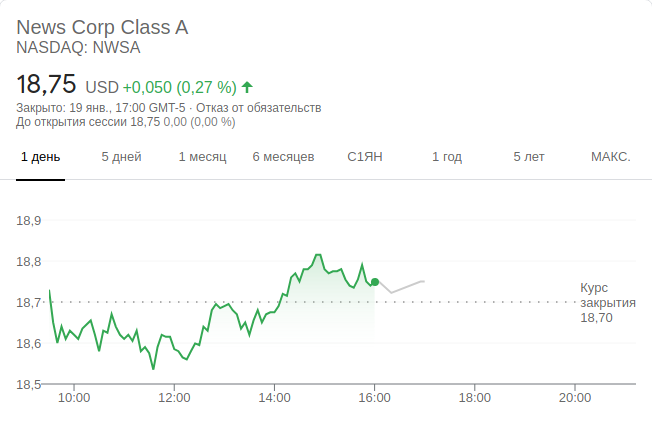 News Corp Class A
NASDAQ: NWSA
18,75 USD +0,050 (0,27 %)
Закрыто: 19 янв., 17:00 GMT-5 · Отказ от обязательств
До открытия сессии 18,75 0,00 (0,00 %)
1 день 5 дней 1 месяц 6 месяцев С1ЯН 1 год 5 лет МАКС.
18,9
18,8
18,7
18,6
18,5
Курс
закрытия
18,70
10:00 12:00 14:00 16:00 18:00 20:00